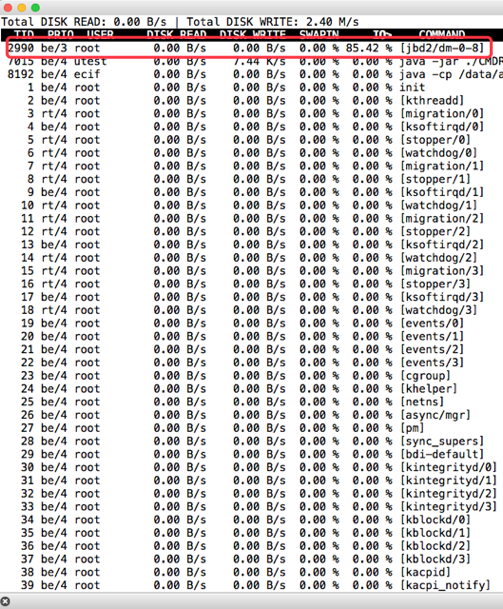 Total DISK READ: 0.00 B/s | Total DISK WRITE: 2.40 M/s
TID PRIO USER DISK READ DISK WRITE SWAPIN IO> COMMAND
2990 be/3 root 0.00 B/s 0.00 B/s 0.00 % 85.42 % [jbd2/dm-0-8]
7015 be/4 utest 0.00 B/s 7.44 K/s 0.00 % 0.00 % java -jar ./CMDR
8192 be/4 ecif 0.00 B/s 0.00 B/s 0.00 % 0.00 % java -cp /data/a
1 be/4 root 0.00 B/s 0.00 B/s 0.00 % 0.00 % init
2 be/4 root 0.00 B/s 0.00 B/s 0.00 % 0.00 % [kthreadd]
3 rt/4 root 0.00 B/s 0.00 B/s 0.00 % 0.00 % [migration/0]
4 be/4 root 0.00 B/s 0.00 B/s 0.00 % 0.00 % [ksoftirqd/0]
5 rt/4 root 0.00 B/s 0.00 B/s 0.00 % 0.00 % [stopper/0]
6 rt/4 root 0.00 B/s 0.00 B/s 0.00 % 0.00 % [watchdog/0]
7 rt/4 root 0.00 B/s 0.00 B/s 0.00 % 0.00 % [migration/1]
8 rt/4 root 0.00 B/s 0.00 B/s 0.00 % 0.00 % [stopper/1]
9 be/4 root 0.00 B/s 0.00 B/s 0.00 % 0.00 % [ksoftirqd/1]
10 rt/4 root 0.00 B/s 0.00 B/s 0.00 % 0.00 % [watchdog/1]
11 rt/4 root 0.00 B/s 0.00 B/s 0.00 % 0.00 % [migration/2]
12 rt/4 root 0.00 B/s 0.00 B/s 0.00 % 0.00 % [stopper/2]
13 be/4 root 0.00 B/s 0.00 B/s 0.00 % 0.00 % [ksoftirqd/2]
14 rt/4 root 0.00 B/s 0.00 B/s 0.00 % 0.00 % [watchdog/2]
15 rt/4 root 0.00 B/s 0.00 B/s 0.00 % 0.00 % [migration/3]
16 rt/4 root 0.00 B/s 0.00 B/s 0.00 % 0.00 % [stopper/3]
17 be/4 root 0.00 B/s 0.00 B/s 0.00 % 0.00 % [ksoftirqd/3]
18 rt/4 root 0.00 B/s 0.00 B/s 0.00 % 0.00 % [watchdog/3]
19 be/4 root 0.00 B/s 0.00 B/s 0.00 % 0.00 % [events/0]
20 be/4 root 0.00 B/s 0.00 B/s 0.00 % 0.00 % [events/1]
21 be/4 root 0.00 B/s 0.00 B/s 0.00 % 0.00 % [events/2]
22 be/4 root 0.00 B/s 0.00 B/s 0.00 % 0.00 % [events/3]
23 be/4 root 0.00 B/s 0.00 B/s 0.00 % 0.00 % [cgroup]
24 be/4 root 0.00 B/s 0.00 B/s 0.00 % 0.00 % [khelper]
25 be/4 root 0.00 B/s 0.00 B/s 0.00 % 0.00 % [netns]
26 be/4 root 0.00 B/s 0.00 B/s 0.00 % 0.00 % [async/mgr]
27 be/4 root 0.00 B/s 0.00 B/s 0.00 % 0.00 % [pm]
28 be/4 root 0.00 B/s 0.00 B/s 0.00 % 0.00 % [sync_supers]
29 be/4 root 0.00 B/s 0.00 B/s 0.00 % 0.00 % [bdi-default]
30 be/4 root 0.00 B/s 0.00 B/s 0.00 % 0.00 % [kintegrityd/0]
31 be/4 root 0.00 B/s 0.00 B/s 0.00 % 0.00 % [kintegrityd/1]
32 be/4 root 0.00 B/s 0.00 B/s 0.00 % 0.00 % [kintegrityd/2]
33 be/4 root 0.00 B/s 0.00 B/s 0.00 % 0.00 % [kintegrityd/3]
34 be/4 root 0.00 B/s 0.00 B/s 0.00 % 0.00 % [kblockd/0]
35 be/4 root 0.00 B/s 0.00 B/s 0.00 % 0.00 % [kblockd/1]
36 be/4 root 0.00 B/s 0.00 B/s 0.00 % 0.00 % [kblockd/2]
37 be/4 root 0.00 B/s 0.00 B/s 0.00 % 0.00 % [kblockd/3]
38 be/4 root 0.00 B/s 0.00 B/s 0.00 % 0.00 % [kacpid]
39 be/4 root 0.00 B/s 0.00 B/s 0.00 % 0.00 % [kacpi_notify]